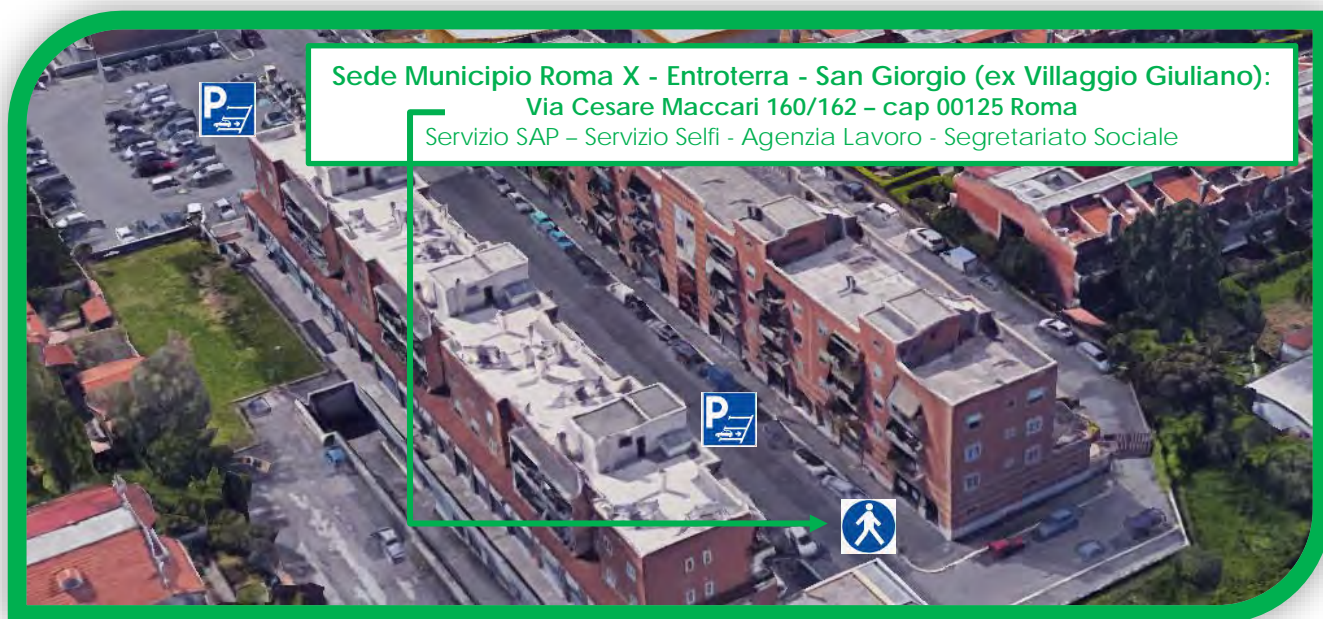 Sede Municipio Roma X - Entroterra - San Giorgio (ex Villaggio Giuliano):
Via Cesare Maccari 160/162 – cap 00125 Roma
Servizio SAP – Servizio Selfi - Agenzia Lavoro - Segretariato Sociale
P
P